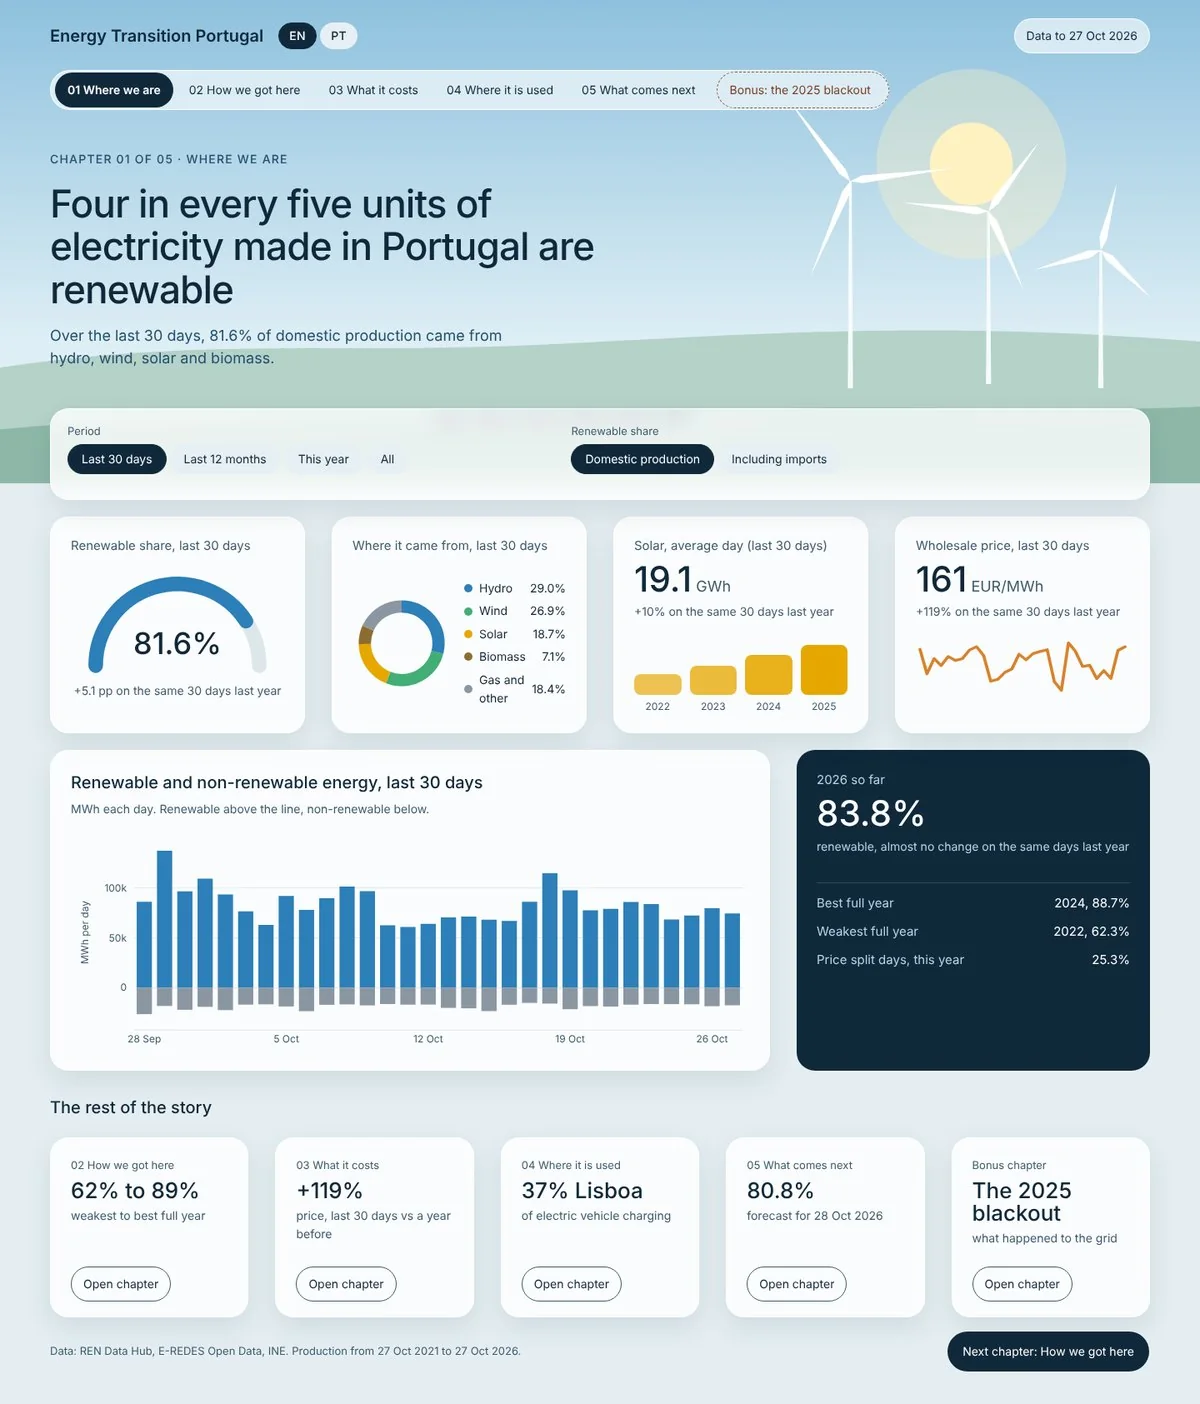 Energy Transition Portugal
EN
PT
Data to 27 Oct 2026
01 Where we are
02 How we got here
03 What it costs
04 Where it is used
05 What comes next
Bonus: the 2025 blackout
CHAPTER 01 OF 05 · WHERE WE ARE
Four in every five units of
electricity made in Portugal are
renewable
Over the last 30 days, 81.6% of domestic production came from
hydro, wind, solar and biomass.
Period
Last 30 days
Last 12 months
This year
All
Renewable share
Domestic production
Including imports
Renewable share, last 30 days
81.6%
+5.1 pp on the same 30 days last year
Where it came from, last 30 days
Hydro 29.0%
Wind 26.9%
Solar 18.7%
Biomass 7.1%
Gas and
other 18.4%
Solar, average day (last 30 days)
19.1 GWh
+10% on the same 30 days last year
2022
2023
2024
2025
Wholesale price, last 30 days
161 EUR/MWh
+119% on the same 30 days last year
Renewable and non-renewable energy, last 30 days
MWh each day. Renewable above the line, non-renewable below.
MWh per day
100k
50k
0
28 Sep
5 Oct
12 Oct
19 Oct
26 Oct
2026 so far
83.8%
renewable, almost no change on the same days last year
Best full year 2024, 88.7%
Weakest full year 2022, 62.3%
Price split days, this year 25.3%
The rest of the story
02 How we got here
62% to 89%
weakest to best full year
Open chapter
03 What it costs
+119%
price, last 30 days vs a year
before
Open chapter
04 Where it is used
37% Lisboa
of electric vehicle charging
Open chapter
05 What comes next
80.8%
forecast for 28 Oct 2026
Open chapter
Bonus chapter
The 2025
blackout
what happened to the grid
Open chapter
Data: REN Data Hub, E-REDES Open Data, INE. Production from 27 Oct 2021 to 27 Oct 2026.
Next chapter: How we got here